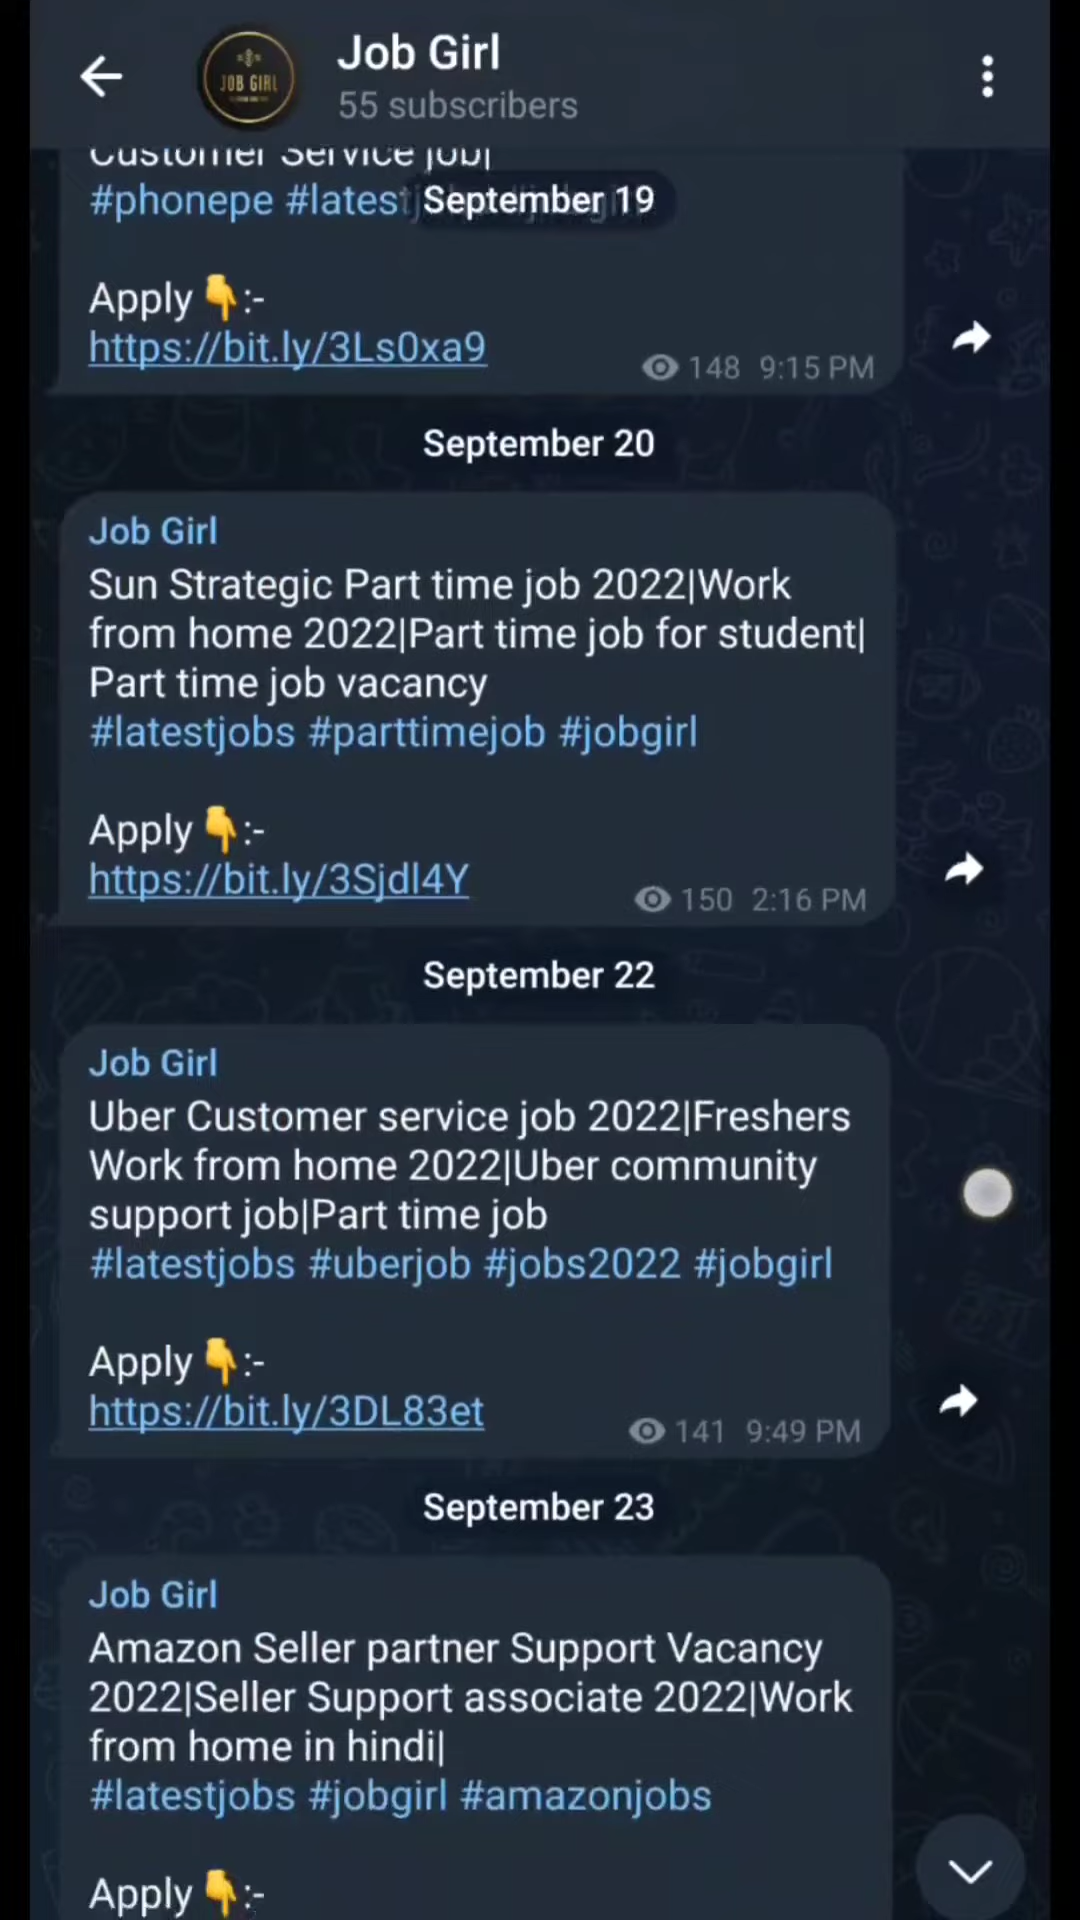 Job Girl
JOB GIRL
55 subscribers
Customer Service job|
#phonepe #latest
September 19
Apply 👇:-
https://bit.ly/3Ls0xa9
148 9:15 PM
September 20
Job Girl
Sun Strategic Part time job 2022|Work
from home 2022|Part time job for student|
Part time job vacancy
#latestjobs #parttimejob #jobgirl
Apply 👇:-
https://bit.ly/3Sjdl4Y
150 2:16 PM
September 22
Job Girl
Uber Customer service job 2022|Freshers
Work from home 2022|Uber community
support job|Part time job
#latestjobs #uberjob #jobs2022 #jobgirl
Apply 👇:-
https://bit.ly/3DL83et
141 9:49 PM
September 23
Job Girl
Amazon Seller partner Support Vacancy
2022|Seller Support associate 2022|Work
from home in hindi|
#latestjobs #jobgirl #amazonjobs
Apply 👇:-